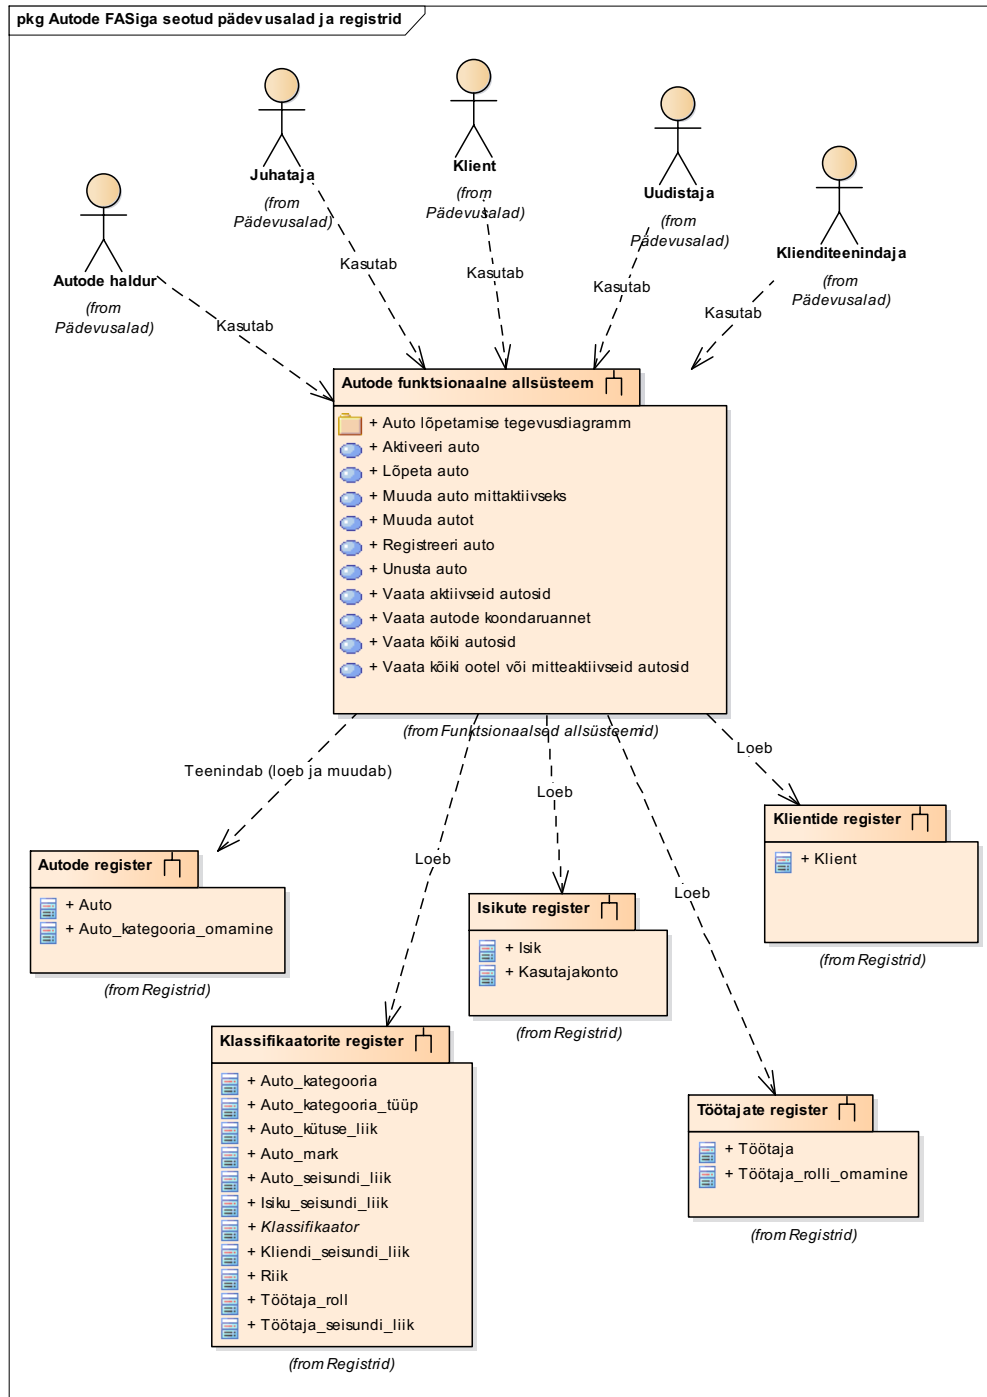 pkg Autode FASiga seotud pädevusalad ja registrid
Klient
(from
Pädevusalad)
Juhataja
(from
Pädevusalad)
Uudistaja
(from
Pädevusalad)
Klienditeenindaja
(from
Pädevusalad)
Autode haldur
(from
Pädevusalad)
Kasutab
Kasutab
Kasutab
Kasutab
Kasutab
Autode funktsionaalne allsüsteem
+ Auto lõpetamise tegevusdiagramm
+ Aktiveeri auto
+ Lõpeta auto
+ Muuda auto mittaktiivseks
+ Muuda autot
+ Registreeri auto
+ Unusta auto
+ Vaata aktiivseid autosid
+ Vaata autode koondaruannet
+ Vaata kõiki autosid
+ Vaata kõiki ootel või mitteaktiivseid autosid
(from Funktsionaalsed allsüsteemid)
Teenindab (loeb ja muudab)
Loeb
Loeb
Loeb
Loeb
Autode register
+ Auto
+ Auto_kategooria_omamine
(from Registrid)
Klientide register
+ Klient
(from Registrid)
Isikute register
+ Isik
+ Kasutajakonto
(from Registrid)
Klassifikaatorite register
+ Auto_kategooria
+ Auto_kategooria_tüüp
+ Auto_kütuse_liik
+ Auto_mark
+ Auto_seisundi_liik
+ Isiku_seisundi_liik
+ Klassifikaator
+ Kliendi_seisundi_liik
+ Riik
+ Töötaja_roll
+ Töötaja_seisundi_liik
(from Registrid)
Töötajate register
+ Töötaja
+ Töötaja_rolli_omamine
(from Registrid)